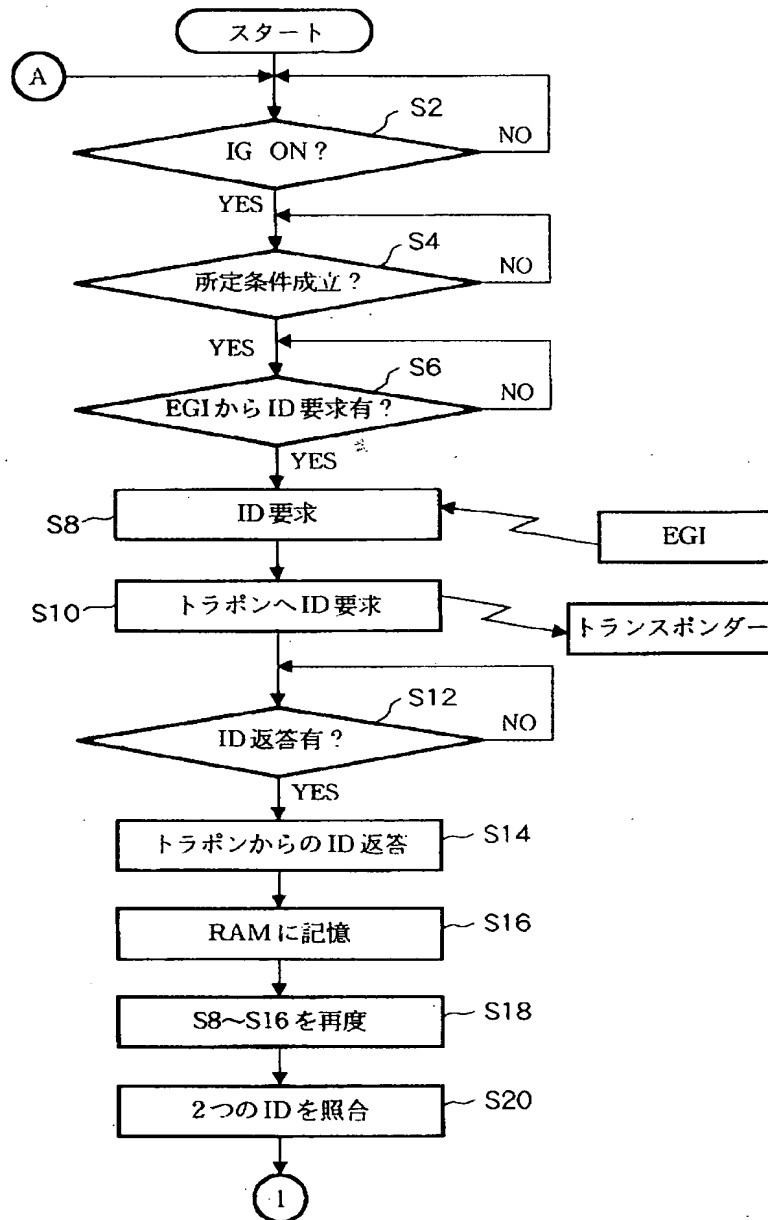 スタート
A
S2
IG ON?
NO
YES
S4
所定条件成立?
NO
YES
S6
EGIからID要求有?
NO
YES
S8
ID要求
EGI
S10
トラポンへID要求
トランスポンダー
S12
ID返答有?
NO
YES
トラポンからのID返答
S14
RAMに記憶
S16
S8~S16を再度
S18
2つのIDを照合
S20
1